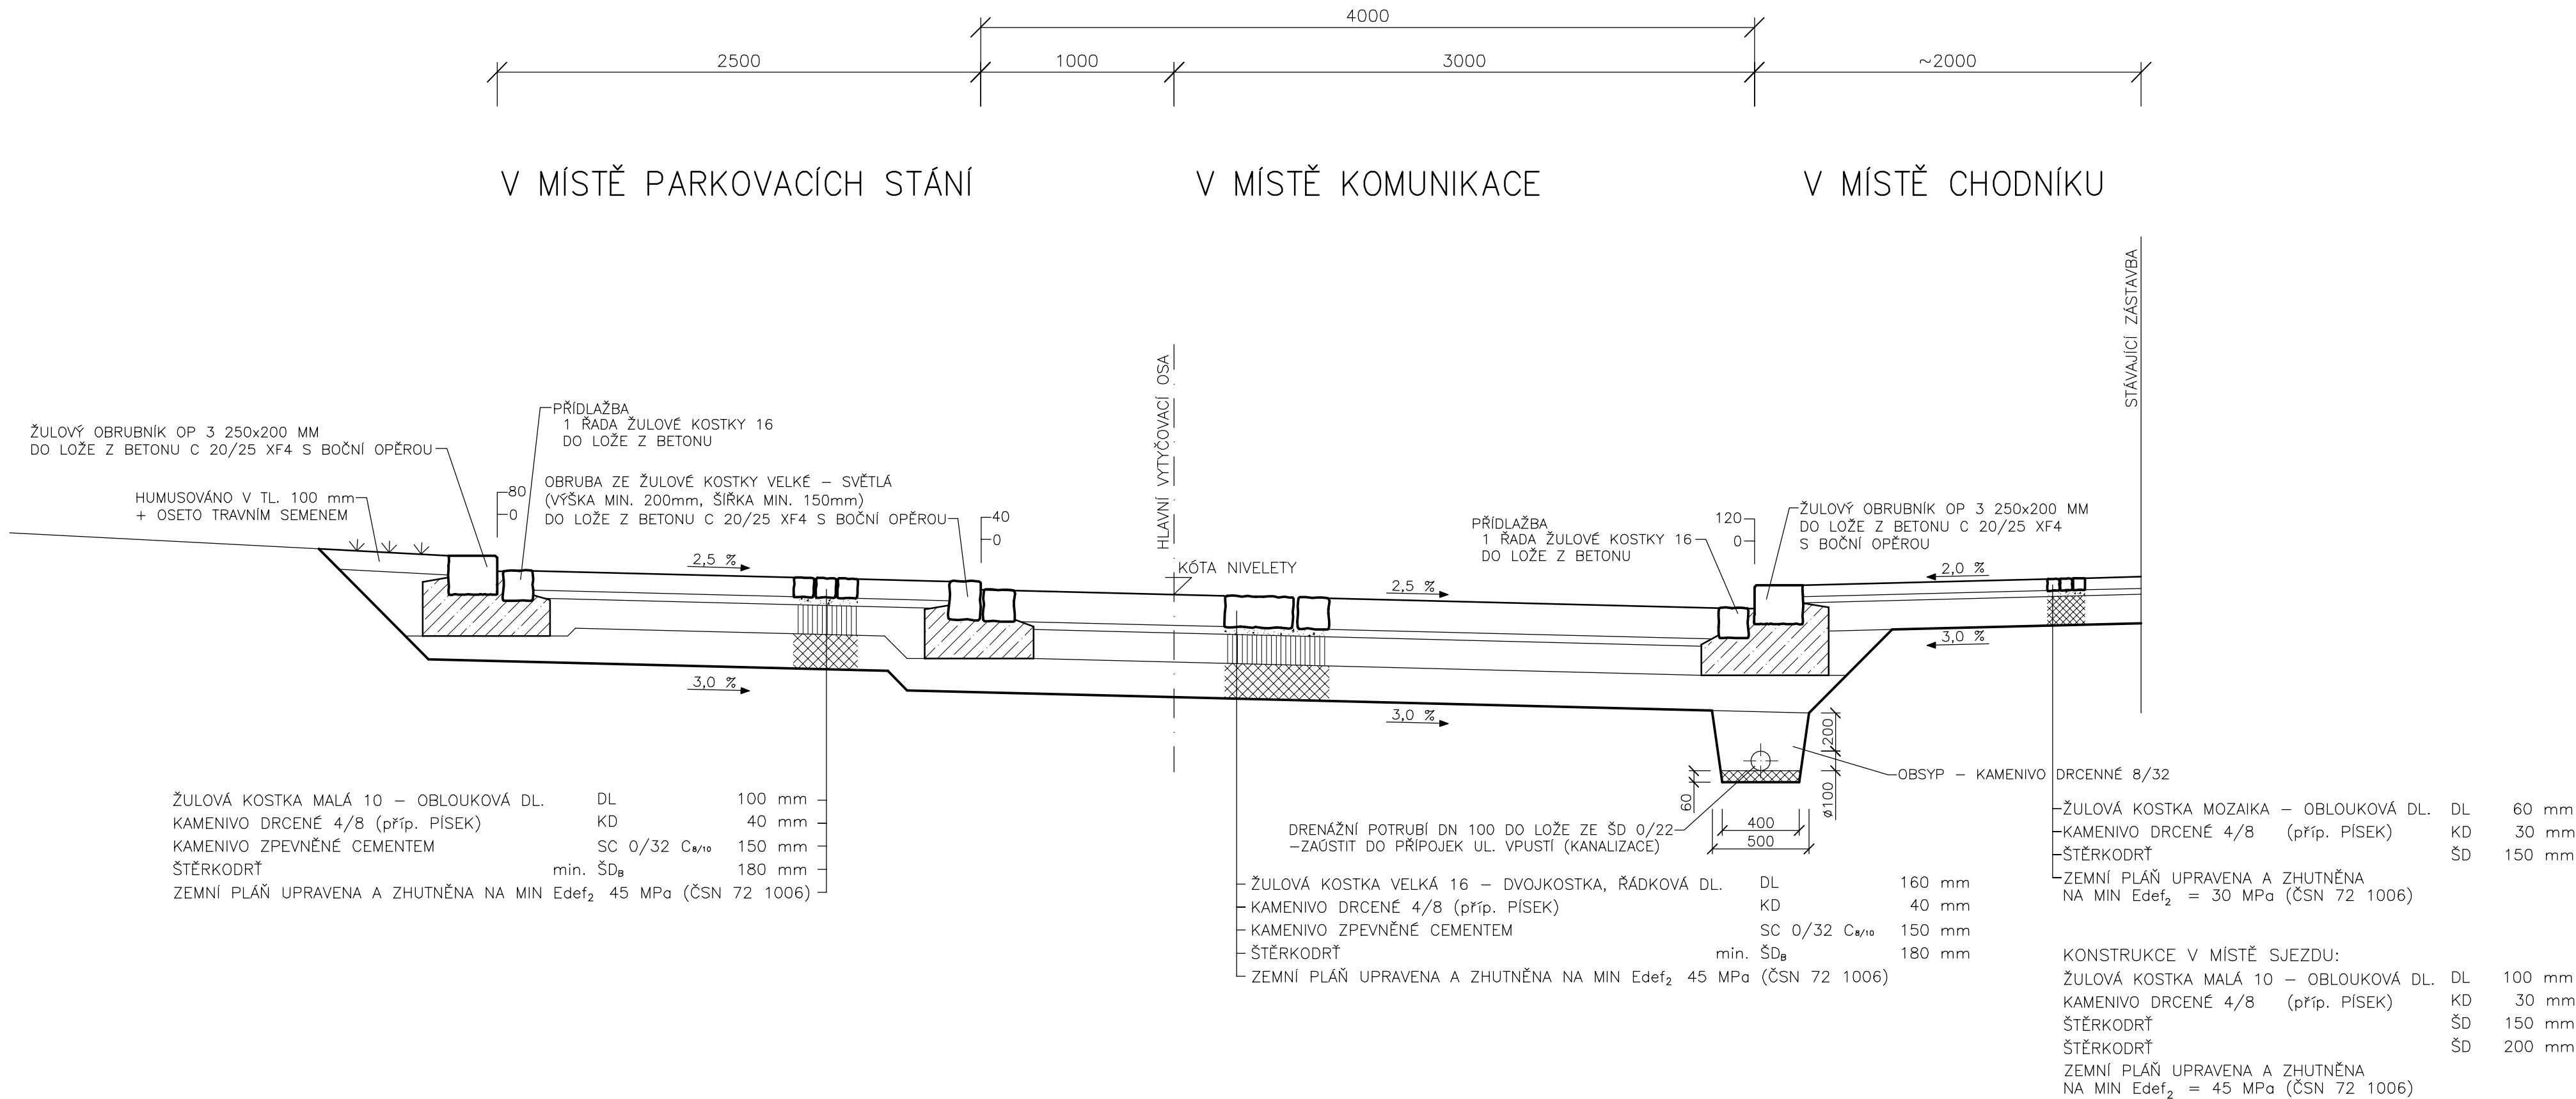 4000
2500
1000
3000
~2000
V MÍSTĚ PARKOVACÍCH STÁNÍ
V MÍSTĚ KOMUNIKACE
V MÍSTĚ CHODNÍKU
STÁVAJÍCÍ ZÁSTAVBA
HLAVNÍ VYTYČOVACÍ OSA
ŽULOVÝ OBRUBNÍK OP 3 250x200 MM
DO LOŽE Z BETONU C 20/25 XF4 S BOČNÍ OPĚROU
PŘÍDLAŽBA
1 ŘADA ŽULOVÉ KOSTKY 16
DO LOŽE Z BETONU
HUMUSOVÁNO V TL. 100 mm
+ OSETO TRAVNÍM SEMENEM
80
0
OBRUBA ZE ŽULOVÉ KOSTKY VELKÉ – SVĚTLÁ
(VÝŠKA MIN. 200mm, ŠÍŘKA MIN. 150mm)
DO LOŽE Z BETONU C 20/25 XF4 S BOČNÍ OPĚROU
40
0
PŘÍDLAŽBA
1 ŘADA ŽULOVÉ KOSTKY 16
DO LOŽE Z BETONU
120
0
ŽULOVÝ OBRUBNÍK OP 3 250x200 MM
DO LOŽE Z BETONU C 20/25 XF4
S BOČNÍ OPĚROU
2,5 %
KÓTA NIVELETY
2,5 %
2,0 %
3,0 %
3,0 %
3,0 %
200
ø100
60
400
500
OBSYP – KAMENIVO DRCENNÉ 8/32
DRENÁŽNÍ POTRUBÍ DN 100 DO LOŽE ZE ŠD 0/22
–ZAÚSTIT DO PŘÍPOJEK UL. VPUSTÍ (KANALIZACE)
ŽULOVÁ KOSTKA MALÁ 10 – OBLOUKOVÁ DL. DL 100 mm
KAMENIVO DRCENÉ 4/8 (příp. PÍSEK) KD 40 mm
KAMENIVO ZPEVNĚNÉ CEMENTEM SC 0/32 C₈/₁₀ 150 mm
ŠTĚRKODRŤ min. ŠDB 180 mm
ZEMNÍ PLÁŇ UPRAVENA A ZHUTNĚNA NA MIN Edef₂ 45 MPa (ČSN 72 1006)
ŽULOVÁ KOSTKA VELKÁ 16 – DVOJKOSTKA, ŘÁDKOVÁ DL. DL 160 mm
KAMENIVO DRCENÉ 4/8 (příp. PÍSEK) KD 40 mm
KAMENIVO ZPEVNĚNÉ CEMENTEM SC 0/32 C₈/₁₀ 150 mm
ŠTĚRKODRŤ min. ŠDB 180 mm
ZEMNÍ PLÁŇ UPRAVENA A ZHUTNĚNA NA MIN Edef₂ 45 MPa (ČSN 72 1006)
ŽULOVÁ KOSTKA MOZAIKA – OBLOUKOVÁ DL. DL 60 mm
KAMENIVO DRCENÉ 4/8 (příp. PÍSEK) KD 30 mm
ŠTĚRKODRŤ ŠD 150 mm
ZEMNÍ PLÁŇ UPRAVENA A ZHUTNĚNA
NA MIN Edef₂ = 30 MPa (ČSN 72 1006)
KONSTRUKCE V MÍSTĚ SJEZDU:
ŽULOVÁ KOSTKA MALÁ 10 – OBLOUKOVÁ DL. DL 100 mm
KAMENIVO DRCENÉ 4/8 (příp. PÍSEK) KD 30 mm
ŠTĚRKODRŤ ŠD 150 mm
ŠTĚRKODRŤ ŠD 200 mm
ZEMNÍ PLÁŇ UPRAVENA A ZHUTNĚNA
NA MIN Edef₂ = 45 MPa (ČSN 72 1006)